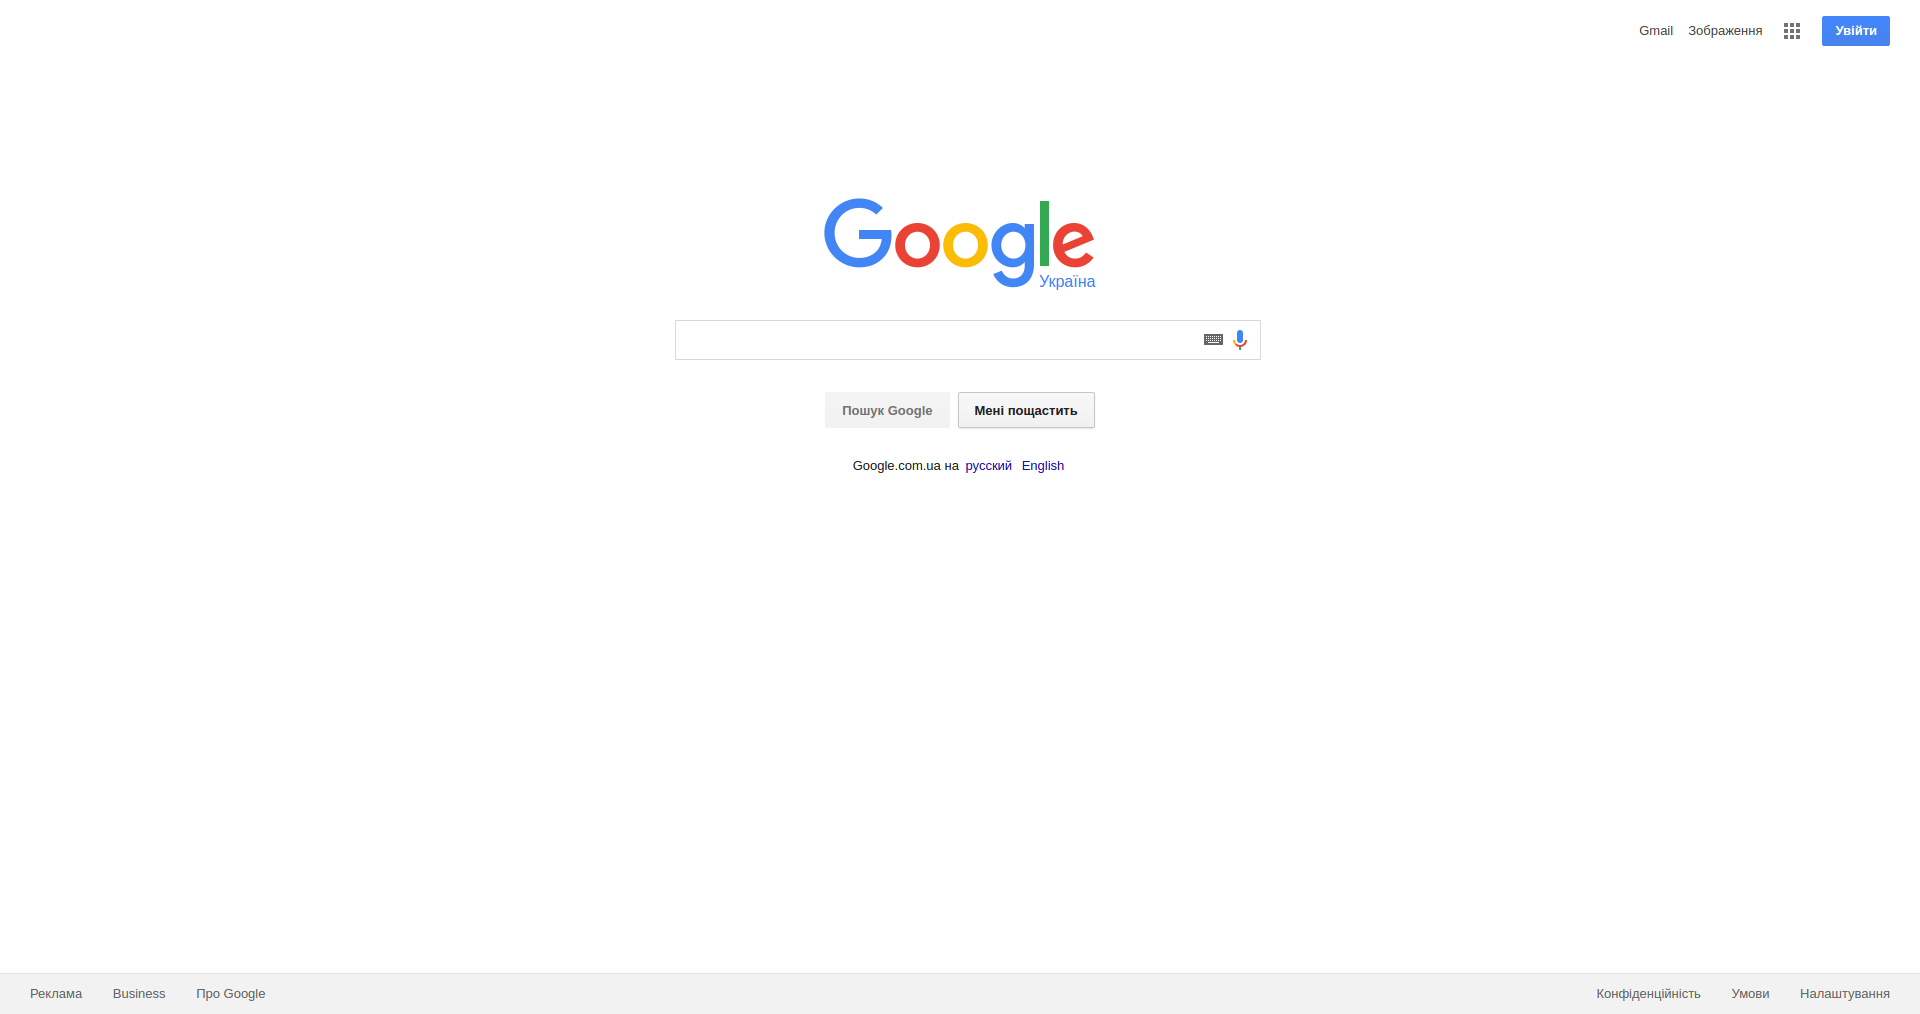 Gmail Зображення Увійти
Google
Україна
Пошук Google Мені пощастить
Google.com.ua на русский English
Реклама Business Про Google Конфіденційність Умови Налаштування